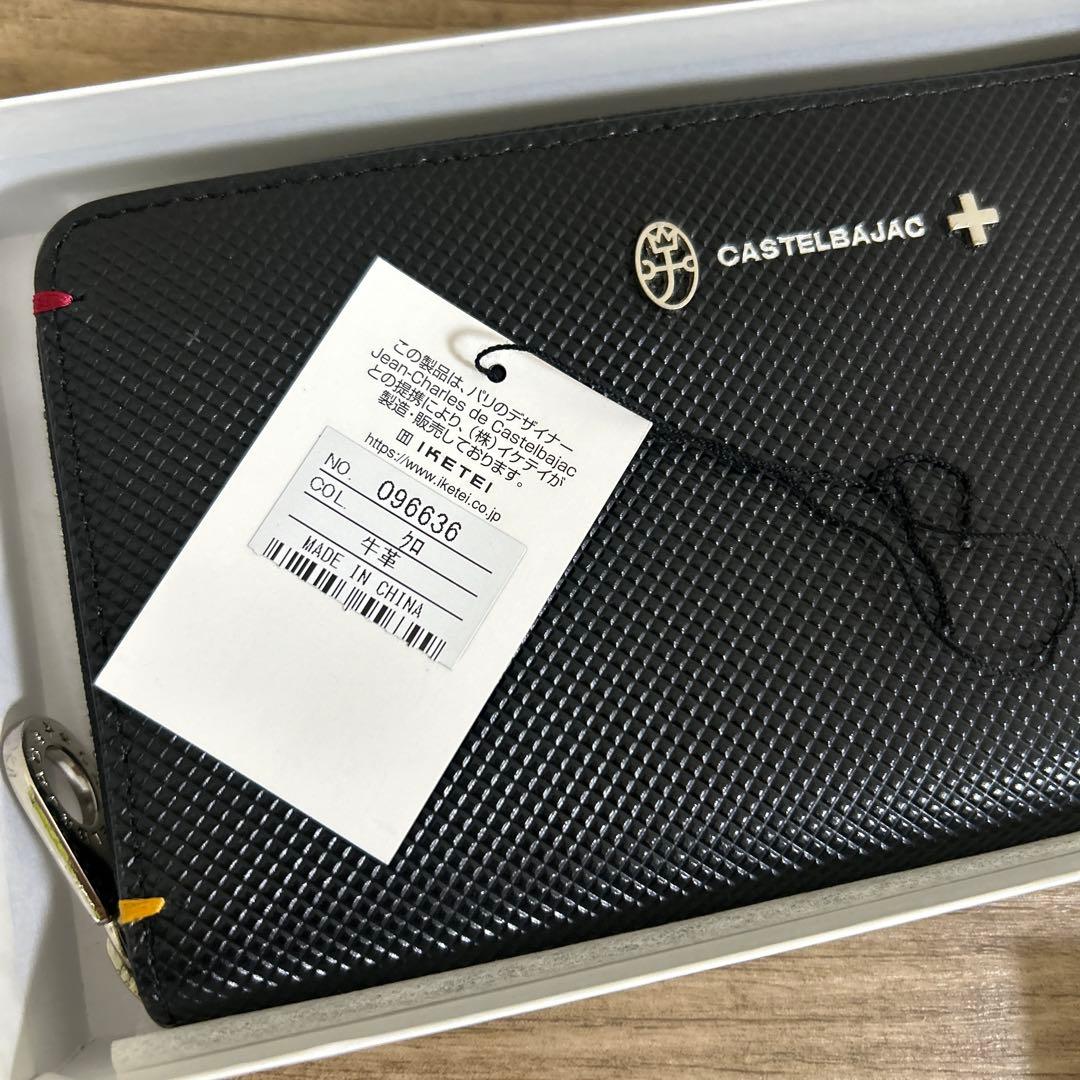 CASTELBAJAC
この製品は、パリのデザイナー
Jean-Charles de Castelbajac
との提携により、(株)イケテイが
製造・販売しております。
IKETEI
https://www.iketei.co.jp
NO. 096636
COL. クロ
牛革
MADE IN CHINA